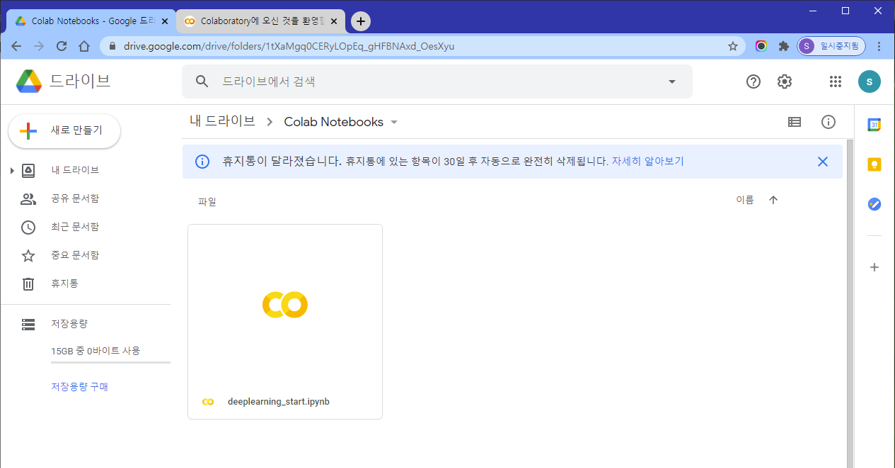 Colab Notebooks - Google 드라
Colaboratory에 오신 것을 환영합
drive.google.com/drive/folders/1tXaMgq0CERyLOpEq_gHFBNAxd_OesXyu
S 일시중지됨
드라이브
드라이브에서 검색
S
새로 만들기
내 드라이브 > Colab Notebooks
31
휴지통이 달라졌습니다. 휴지통에 있는 항목이 30일 후 자동으로 완전히 삭제됩니다. 자세히 알아보기
내 드라이브
공유 문서함
최근 문서함
중요 문서함
휴지통
저장용량
15GB 중 0바이트 사용
저장용량 구매
파일
이름
deeplearning_start.ipynb